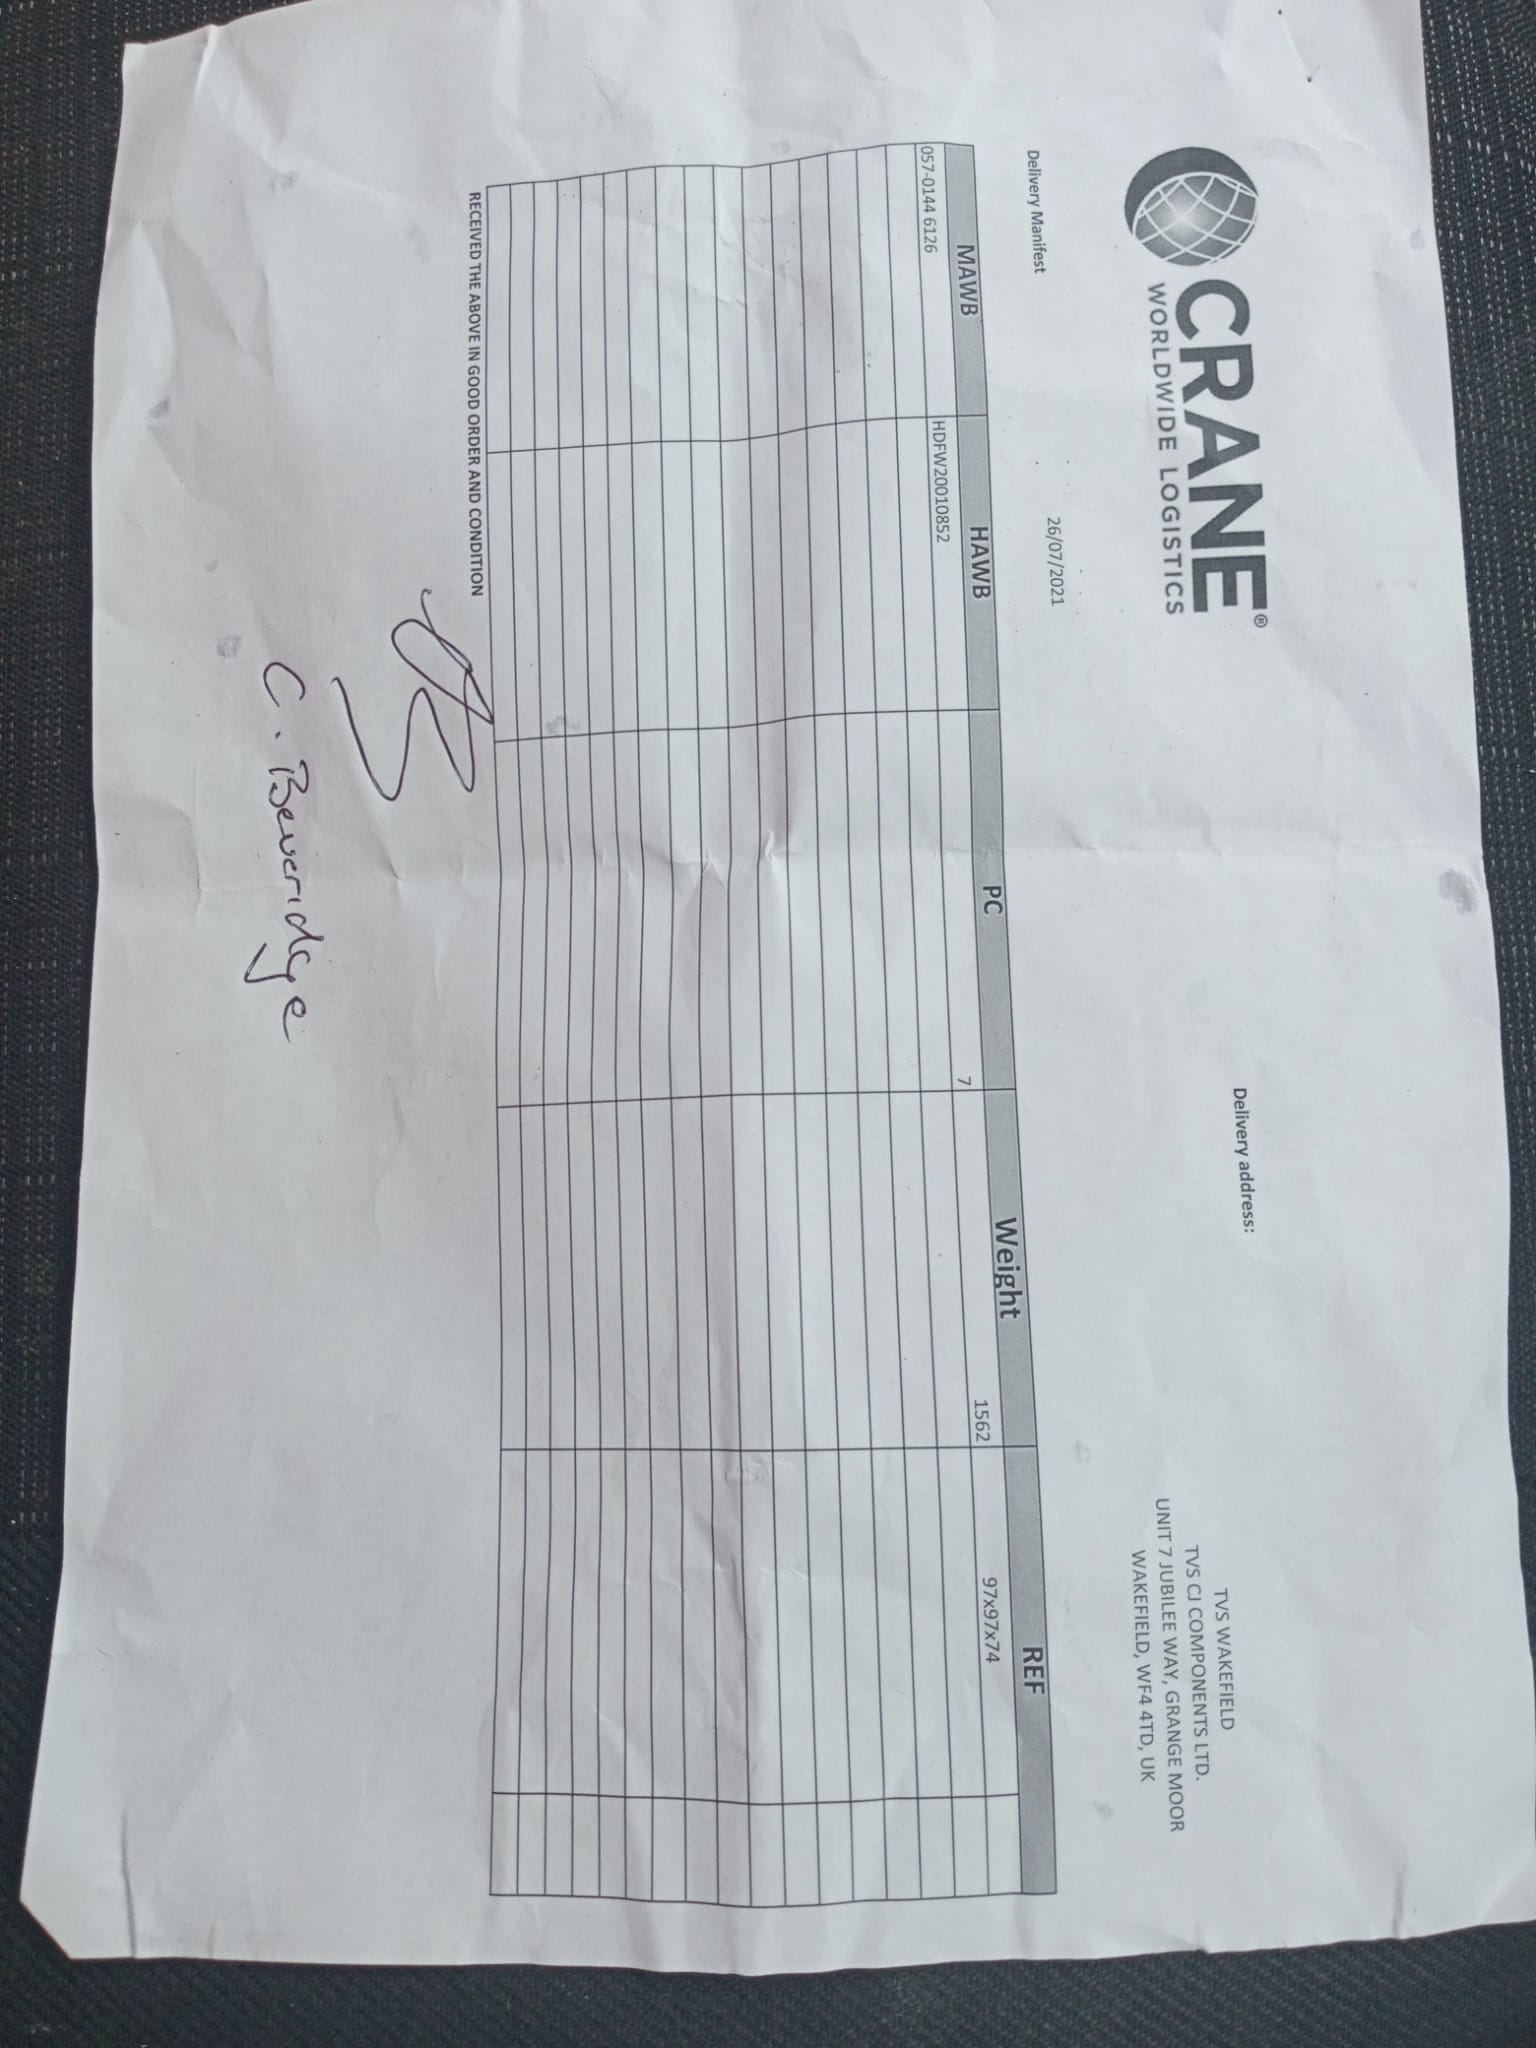 CRANE®
WORLDWIDE LOGISTICS
Delivery address:
TVS WAKEFIELD
TVS CJ COMPONENTS LTD.
UNIT 7 JUBILEE WAY, GRANGE MOOR
WAKEFIELD, WF4 4TD, UK
Delivery Manifest 26/07/2021
MAWB HAWB PC Weight REF
057-0144 6126 HDFW20010852 7 1562 97x97x74
RECEIVED THE ABOVE IN GOOD ORDER AND CONDITION
C. Beveridge